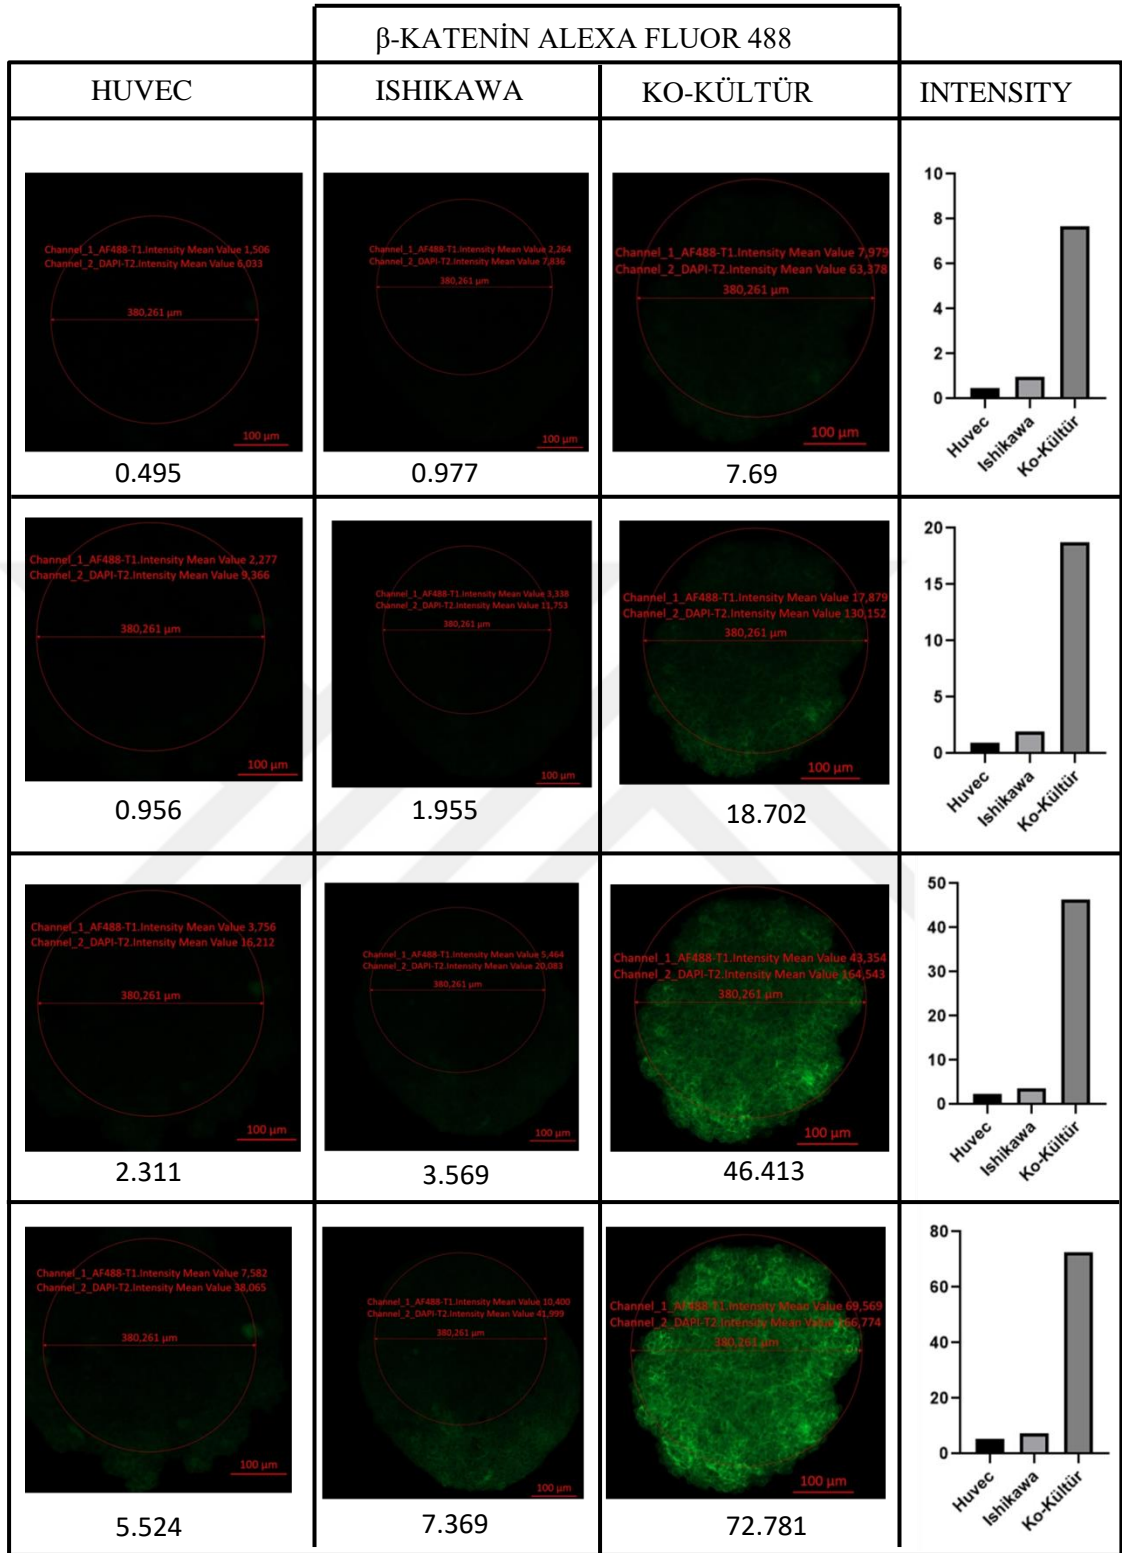 β-KATENİN ALEXA FLUOR 488
HUVEC
ISHIKAWA
KO-KÜLTÜR
INTENSITY
Channel_1_AF488-T1.Intensity Mean Value 1,506
Channel_2_DAPI-T2.Intensity Mean Value 6,033
380,261 µm
100 µm
0.495
Channel_1_AF488-T1.Intensity Mean Value 2,264
Channel_2_DAPI-T2.Intensity Mean Value 7,836
380,261 µm
100 µm
0.977
Channel_1_AF488-T1.Intensity Mean Value 7,979
Channel_2_DAPI-T2.Intensity Mean Value 63,378
380,261 µm
100 µm
7.69
10
8
6
4
2
0
Huvec
Ishikawa
Ko-Kültür
Channel_1_AF488-T1.Intensity Mean Value 2,277
Channel_2_DAPI-T2.Intensity Mean Value 9,366
380,261 µm
100 µm
0.956
Channel_1_AF488-T1.Intensity Mean Value 3,338
Channel_2_DAPI-T2.Intensity Mean Value 11,753
380,261 µm
100 µm
1.955
Channel_1_AF488-T1.Intensity Mean Value 17,879
Channel_2_DAPI-T2.Intensity Mean Value 130,152
380,261 µm
100 µm
18.702
20
15
10
5
0
Huvec
Ishikawa
Ko-Kültür
Channel_1_AF488-T1.Intensity Mean Value 3,756
Channel_2_DAPI-T2.Intensity Mean Value 16,212
380,261 µm
100 µm
2.311
Channel_1_AF488-T1.Intensity Mean Value 5,464
Channel_2_DAPI-T2.Intensity Mean Value 20,083
380,261 µm
100 µm
3.569
Channel_1_AF488-T1.Intensity Mean Value 43,354
Channel_2_DAPI-T2.Intensity Mean Value 164,543
380,261 µm
100 µm
46.413
50
40
30
20
10
0
Huvec
Ishikawa
Ko-Kültür
Channel_1_AF488-T1.Intensity Mean Value 7,582
Channel_2_DAPI-T2.Intensity Mean Value 38,065
380,261 µm
100 µm
5.524
Channel_1_AF488-T1.Intensity Mean Value 10,400
Channel_2_DAPI-T2.Intensity Mean Value 41,999
380,261 µm
100 µm
7.369
Channel_1_AF488-T1.Intensity Mean Value 69,569
Channel_2_DAPI-T2.Intensity Mean Value 166,774
380,261 µm
100 µm
72.781
80
60
40
20
0
Huvec
Ishikawa
Ko-Kültür